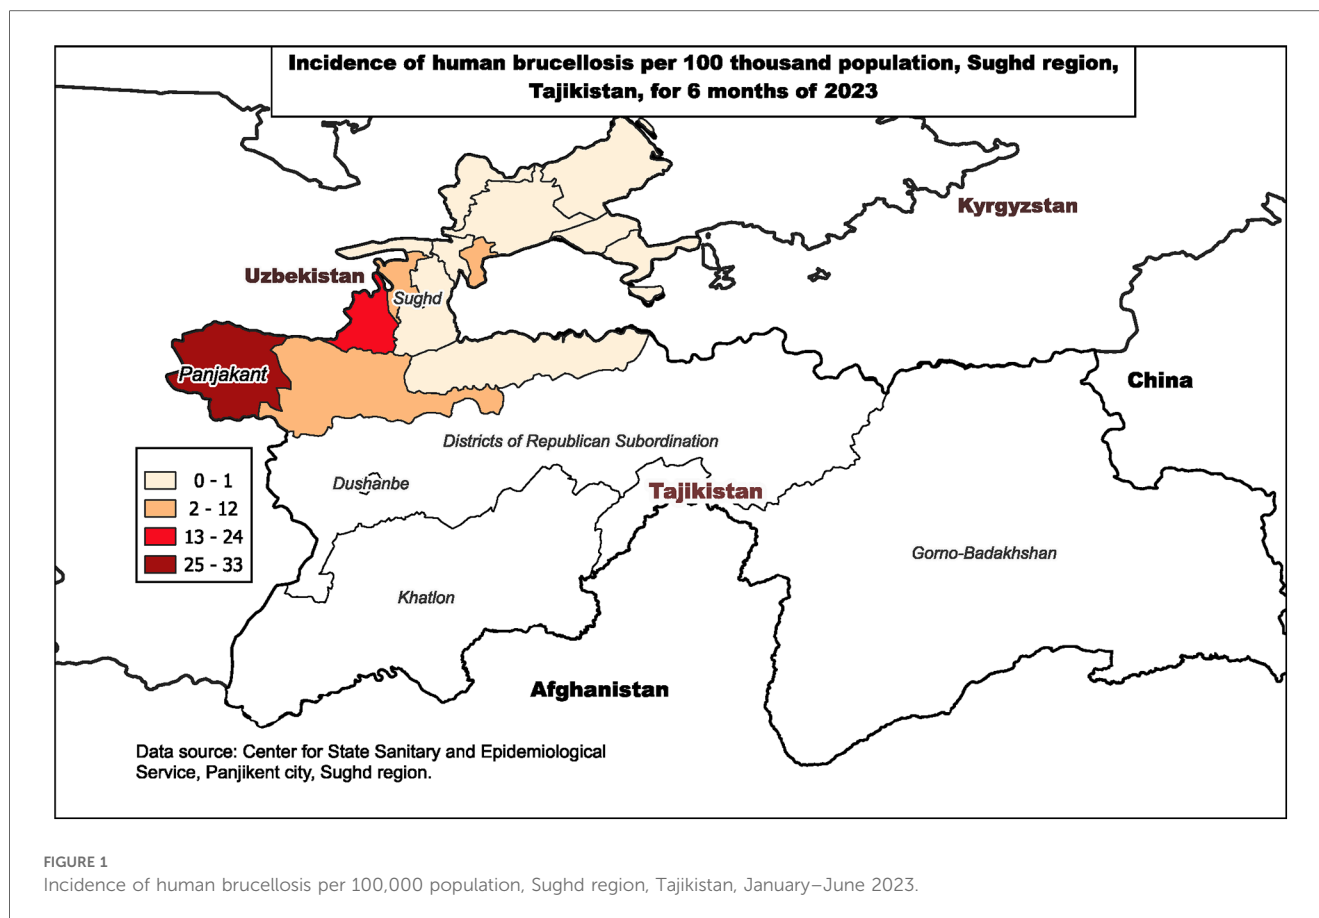 Incidence of human brucellosis per 100 thousand population, Sughd region,
Tajikistan, for 6 months of 2023
Kyrgyzstan
Uzbekistan
Sughd
Panjakant
China
Districts of Republican Subordination
Dushanbe
Tajikistan
0 - 1
2 - 12
13 - 24
25 - 33
Gorno-Badakhshan
Khatlon
Afghanistan
Data source: Center for State Sanitary and Epidemiological
Service, Panjikent city, Sughd region.
FIGURE 1
Incidence of human brucellosis per 100,000 population, Sughd region, Tajikistan, January–June 2023.